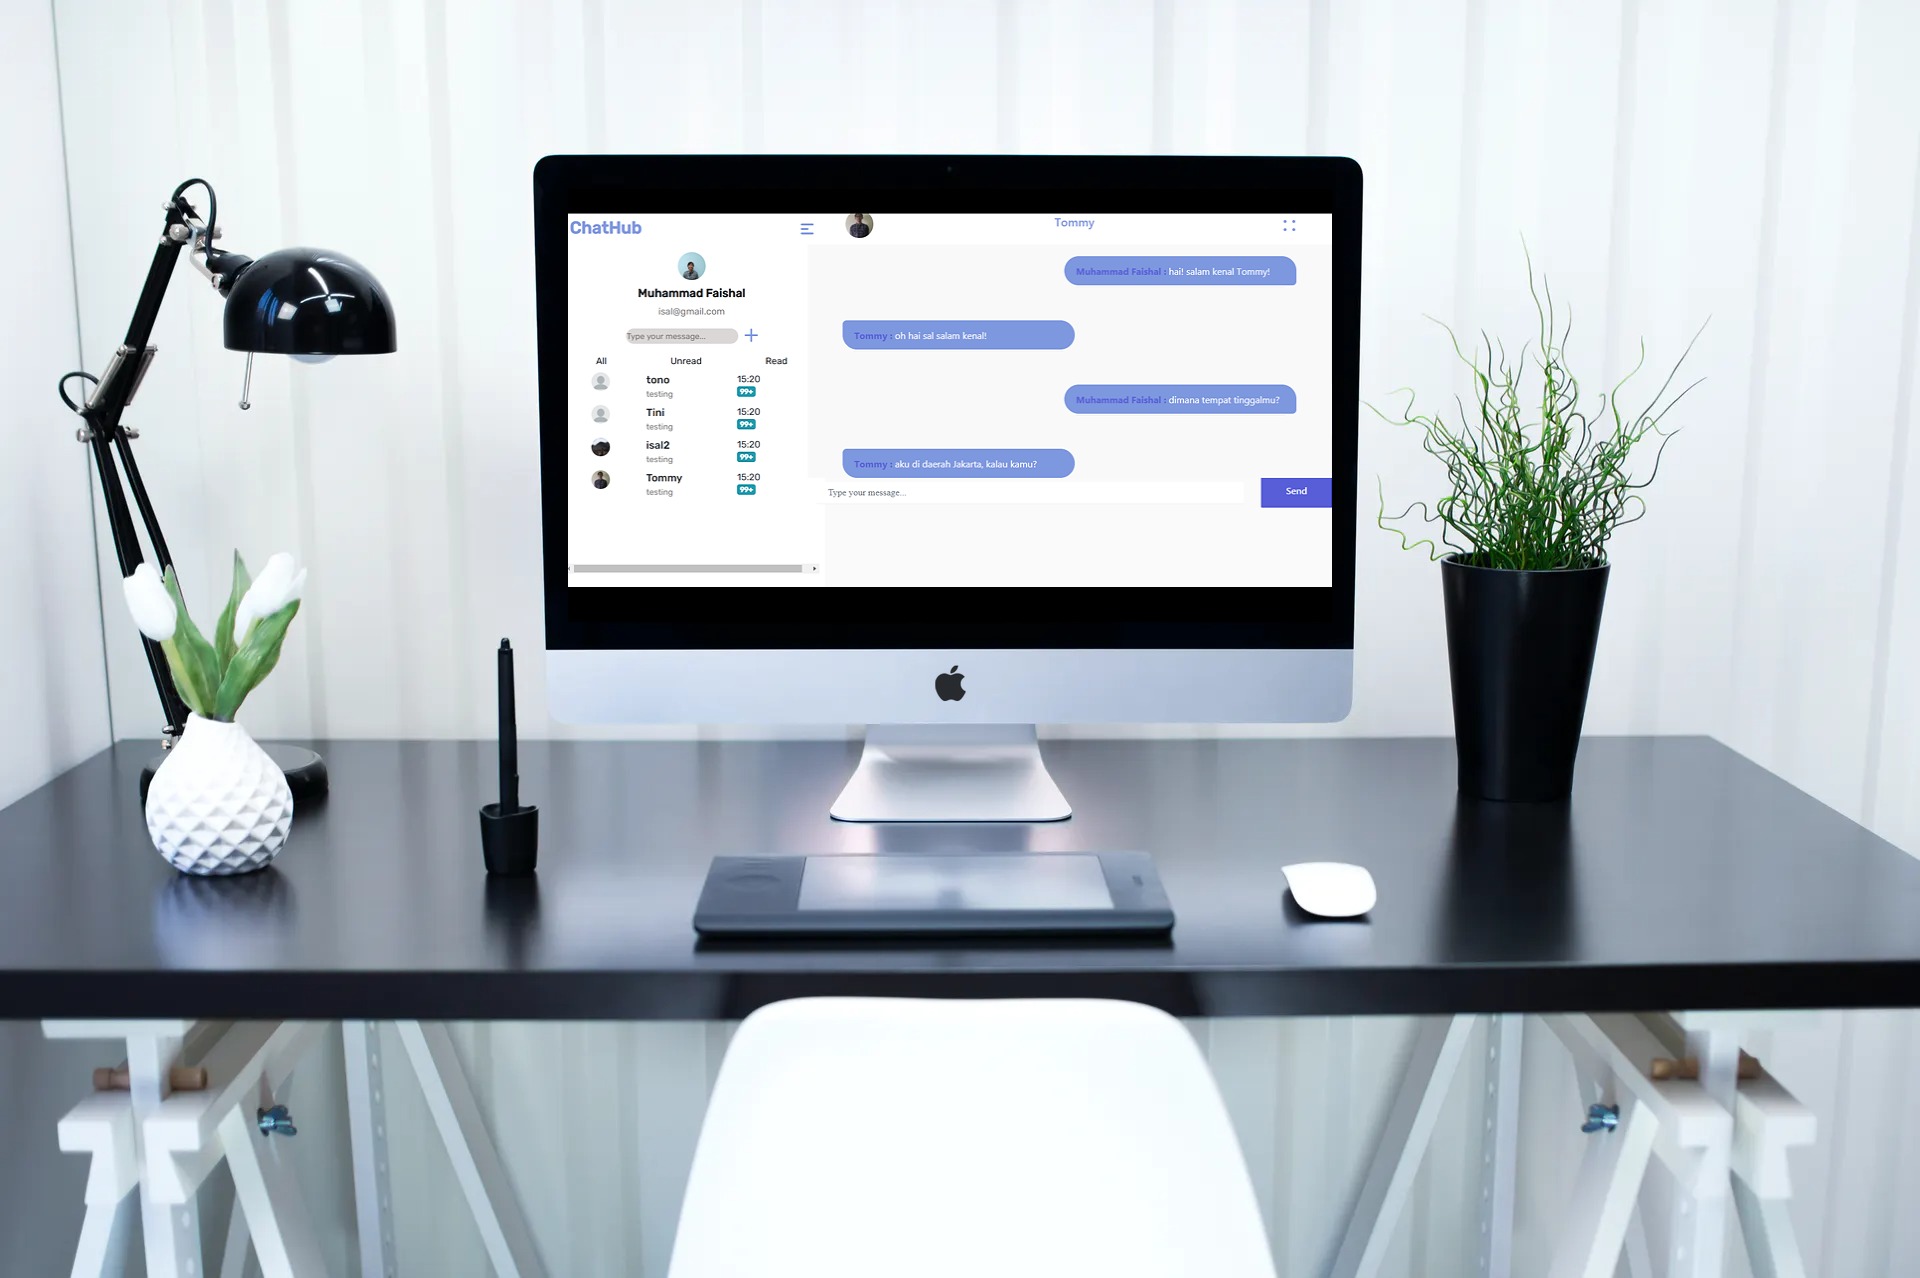 ChatHub
Muhammad Faishal
isal@gmail.com
Type your message...
All Unread Read
tono 15:20
testing 99+
Tini 15:20
testing 99+
isal2 15:20
testing 99+
Tommy 15:20
testing 99+
Tommy
Muhammad Faishal : hai! salam kenal Tommy!
Tommy : oh hai sal salam kenal!
Muhammad Faishal : dimana tempat tinggalmu?
Tommy : aku di daerah Jakarta, kalau kamu?
Type your message... Send